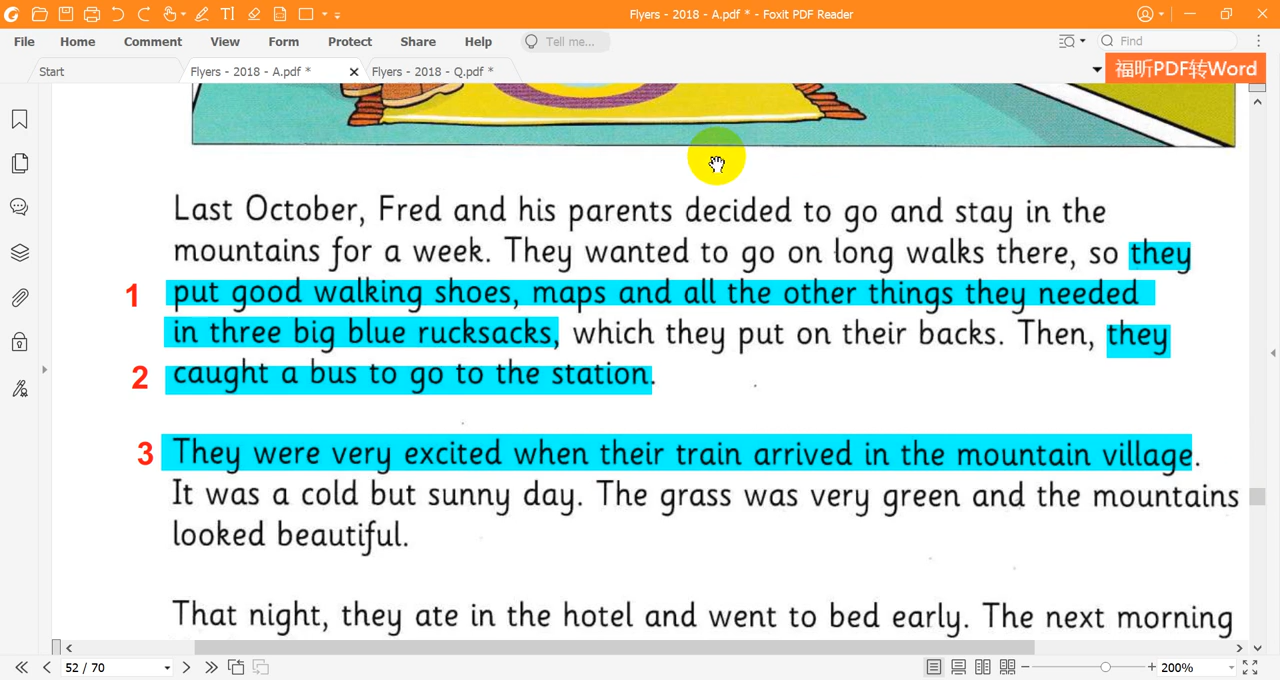 Flyers - 2018 - A.pdf * - Foxit PDF Reader
File Home Comment View Form Protect Share Help Tell me... Find
Start Flyers - 2018 - A.pdf * Flyers - 2018 - Q.pdf * 福昕PDF转Word
Last October, Fred and his parents decided to go and stay in the
mountains for a week. They wanted to go on long walks there, so they
1 put good walking shoes, maps and all the other things they needed
in three big blue rucksacks, which they put on their backs. Then, they
2 caught a bus to go to the station.
3 They were very excited when their train arrived in the mountain village.
It was a cold but sunny day. The grass was very green and the mountains
looked beautiful.
That night, they ate in the hotel and went to bed early. The next morning
52 / 70 200%